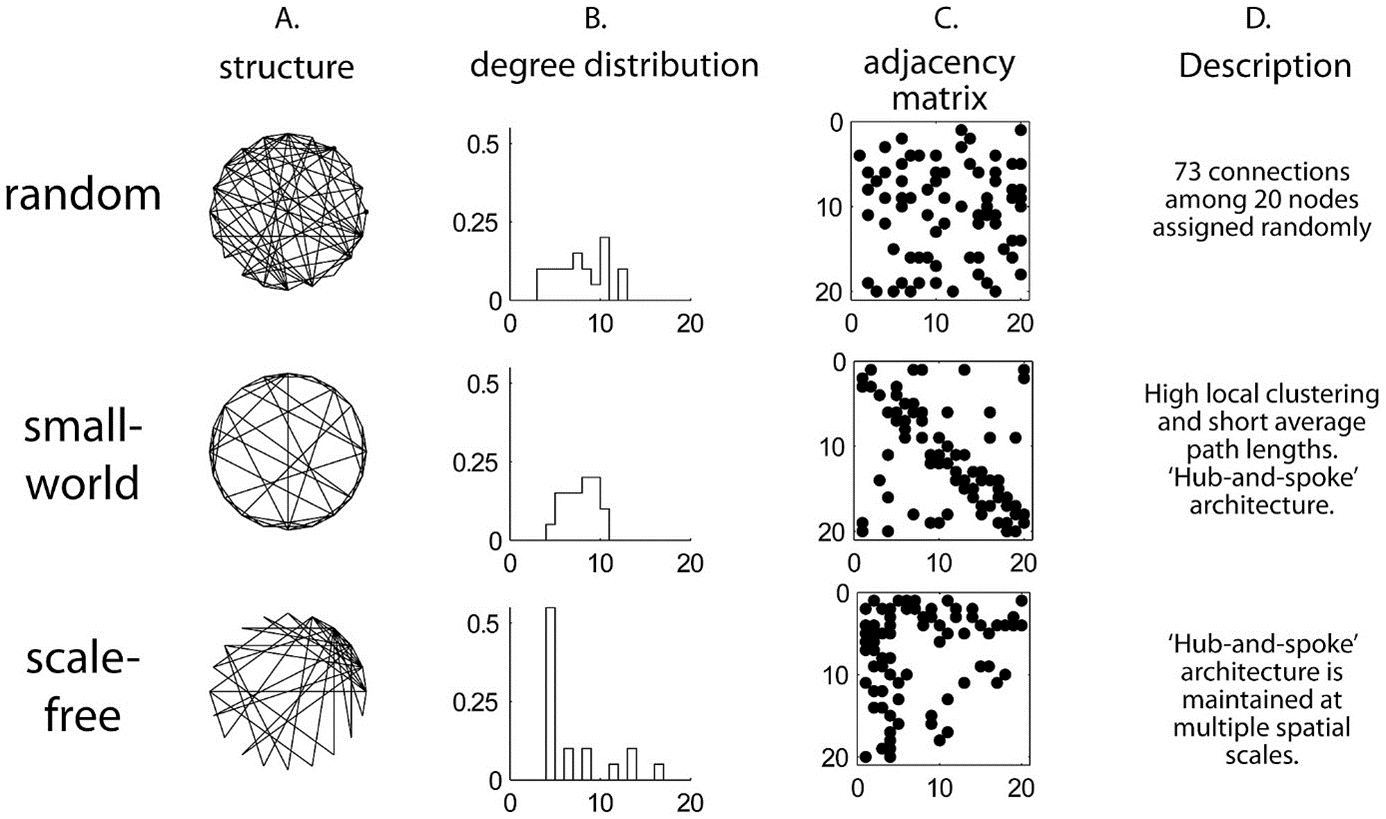 A.
B.
C.
D.
structure
degree distribution
adjacency
matrix
Description
random
0.5
0.25
0
0
10
20
0
10
20
0
10
20
73 connections
among 20 nodes
assigned randomly
small-
world
0.5
0.25
0
0
10
20
0
10
20
0
10
20
High local clustering
and short average
path lengths.
‘Hub-and-spoke’
architecture.
scale-
free
0.5
0.25
0
0
10
20
0
10
20
0
10
20
‘Hub-and-spoke’
architecture is
maintained at
multiple spatial
scales.